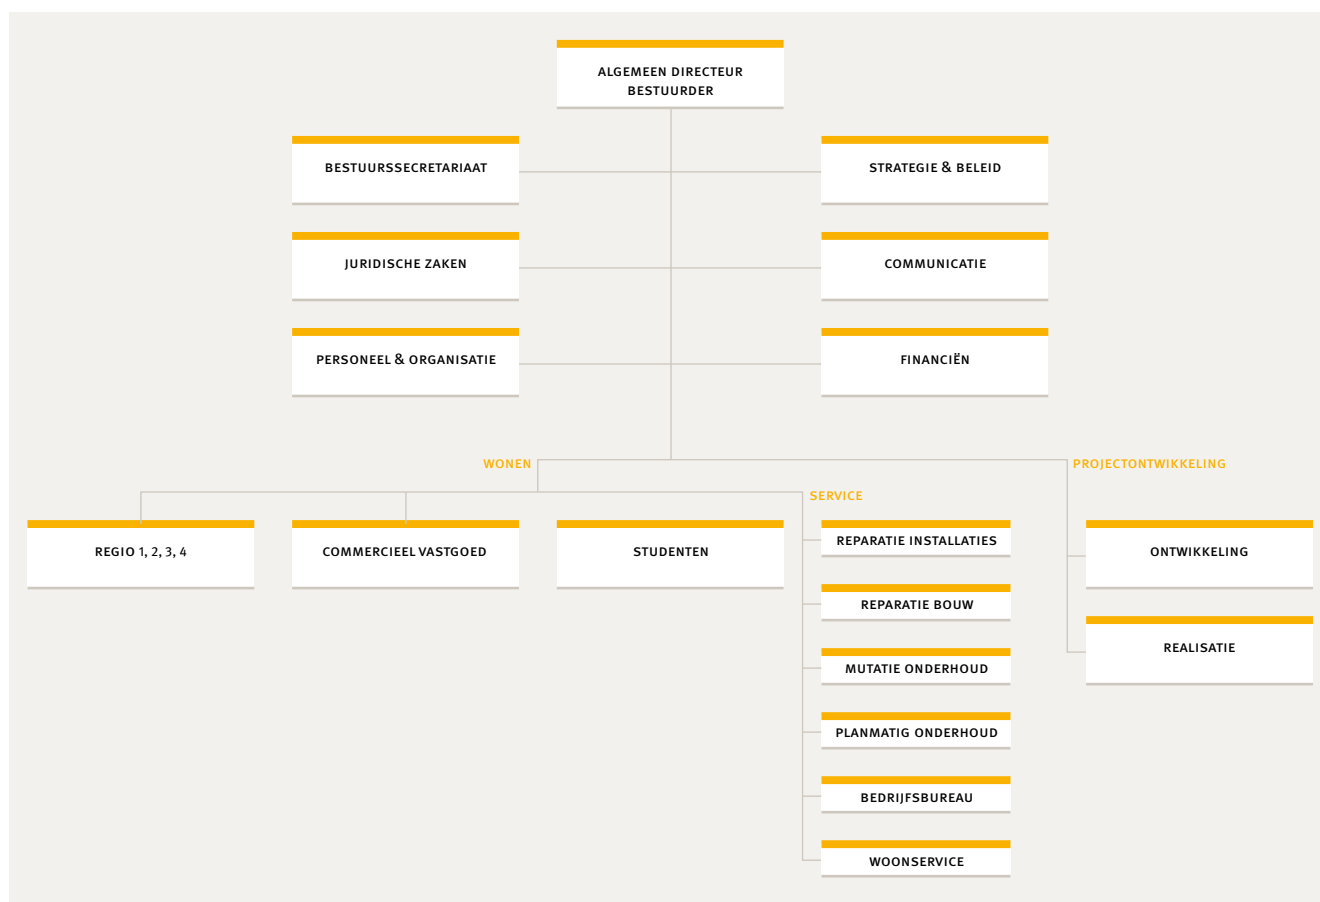 ALGEMEEN DIRECTEUR
BESTUURDER
BESTUURSSECRETARIAAT
STRATEGIE & BELEID
JURIDISCHE ZAKEN
COMMUNICATIE
PERSONEEL & ORGANISATIE
FINANCIËN
WONEN
PROJECTONTWIKKELING
SERVICE
REGIO 1, 2, 3, 4
COMMERCIEEL VASTGOED
STUDENTEN
REPARATIE INSTALLATIES
REPARATIE BOUW
MUTATIE ONDERHOUD
PLANMATIG ONDERHOUD
BEDRIJFSBUREAU
WOONSERVICE
ONTWIKKELING
REALISATIE